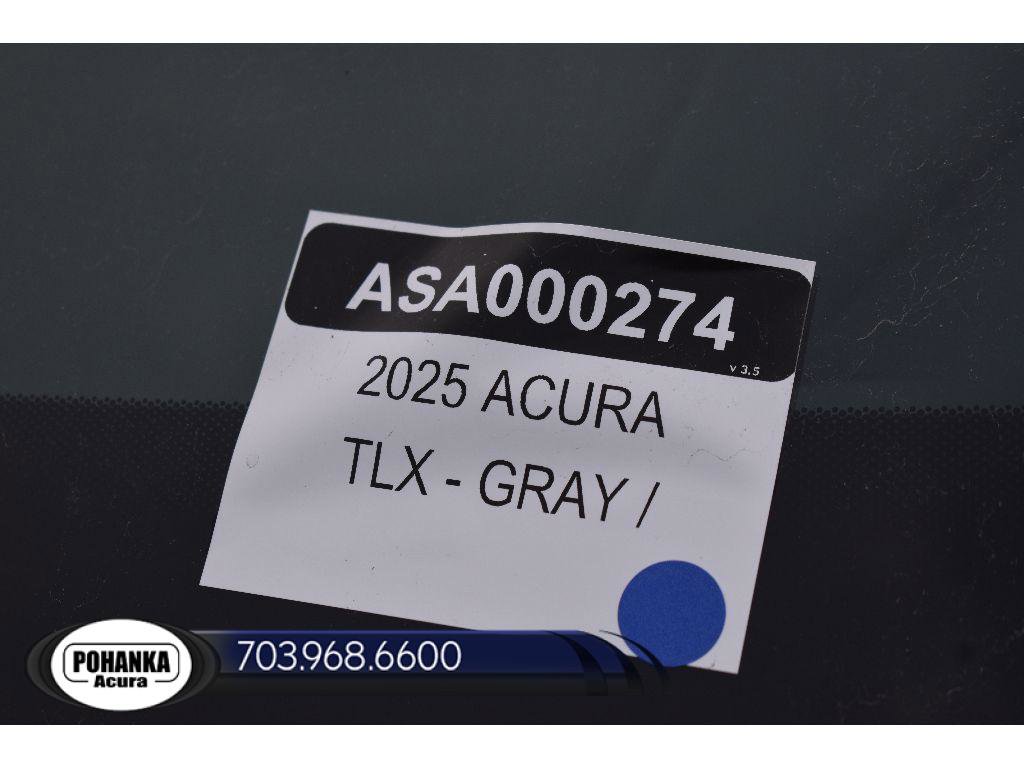 ASA000274
v 3.5
2025 ACURA
TLX - GRAY /
POHANKA
Acura
703.968.6600